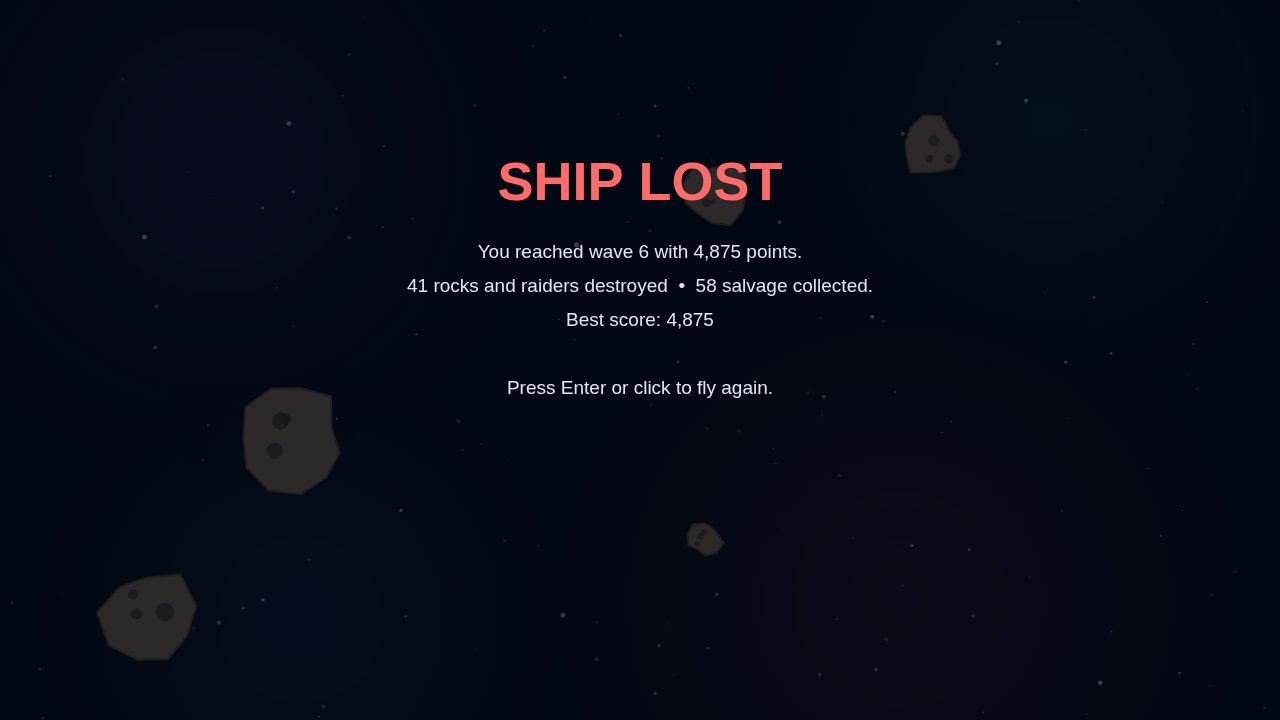 SHIP LOST
You reached wave 6 with 4,875 points.
41 rocks and raiders destroyed • 58 salvage collected.
Best score: 4,875
Press Enter or click to fly again.